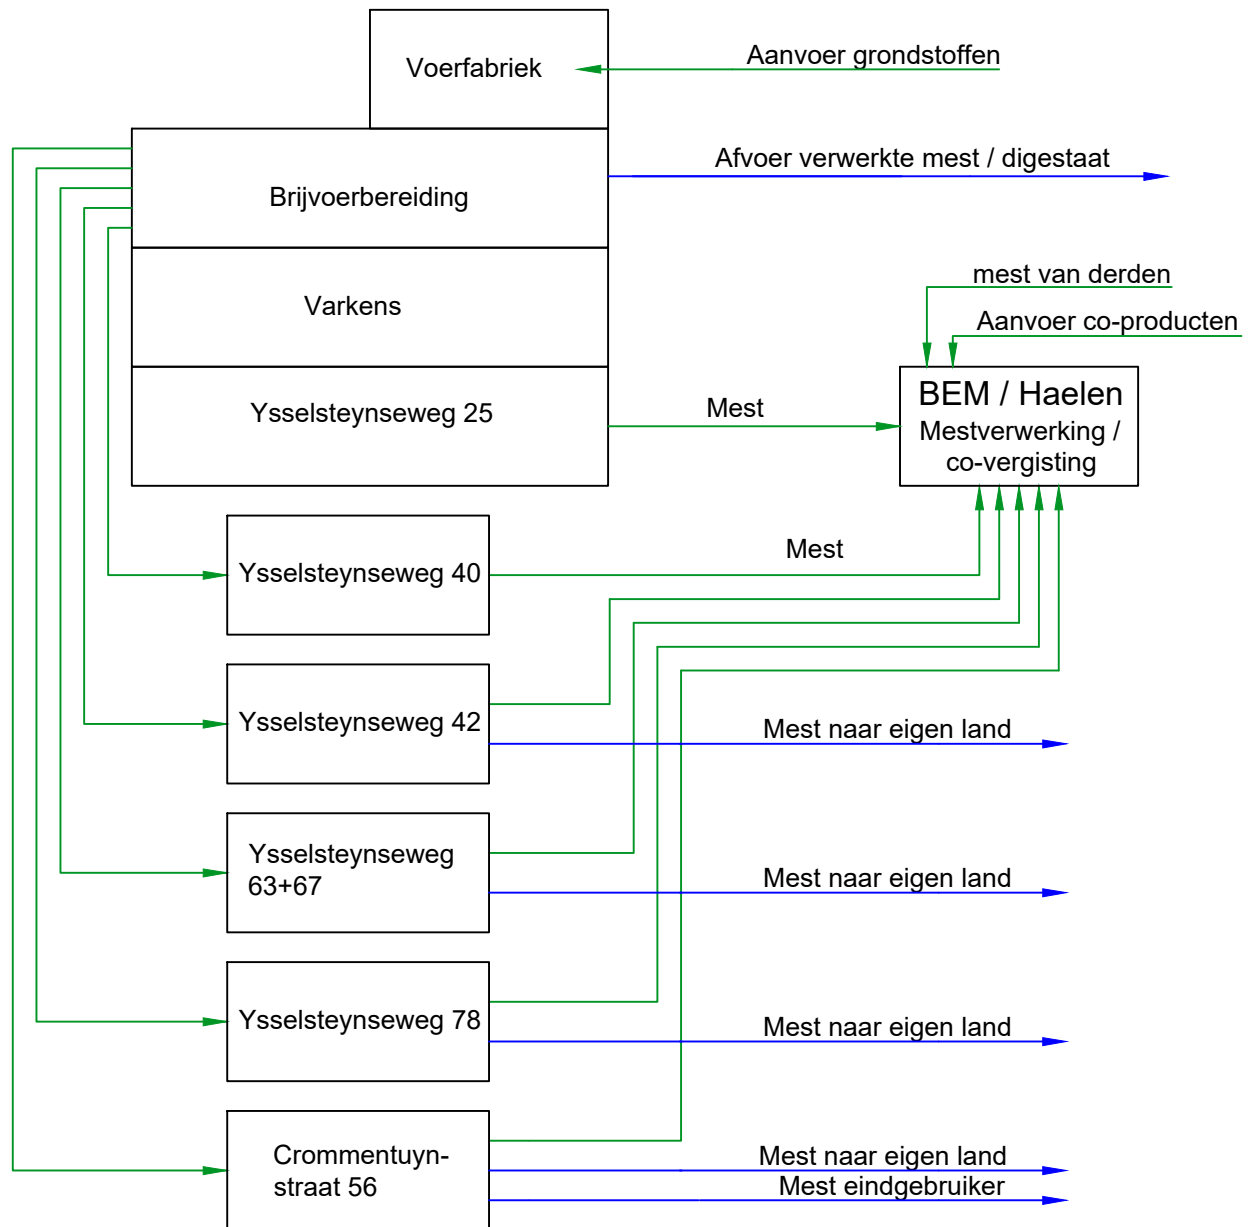 Voerfabriek
Aanvoer grondstoffen
Afvoer verwerkte mest / digestaat
Brijvoerbereiding
mest van derden
Varkens
Aanvoer co-producten
BEM / Haelen
Mestverwerking /
co-vergisting
Ysselsteynseweg 25
Mest
Ysselsteynseweg 40
Mest
Ysselsteynseweg 42
Mest naar eigen land
Ysselsteynseweg
63+67
Mest naar eigen land
Ysselsteynseweg 78
Mest naar eigen land
Crommentuyn-
straat 56
Mest naar eigen land
Mest eindgebruiker